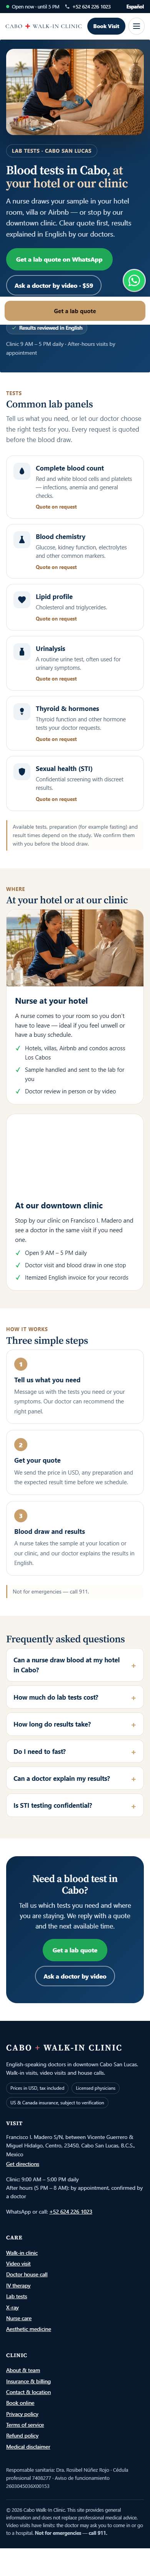 Open now · until 5 PM +52 624 226 1023 Español
CABO + WALK-IN CLINIC Book Visit
LAB TESTS · CABO SAN LUCAS
Blood tests in Cabo, at
your hotel or our clinic
A nurse draws your sample in your hotel
room, villa or Airbnb — or stop by our
downtown clinic. Clear quote first, results
explained in English by our doctors.
Get a lab quote on WhatsApp
Ask a doctor by video · $59
Get a lab quote
✓ Results reviewed in English
Clinic 9 AM – 5 PM daily · After-hours visits by
appointment
TESTS
Common lab panels
Tell us what you need, or let our doctor choose
the right tests for you. Every request is quoted
before the blood draw.
Complete blood count
Red and white blood cells and platelets
— infections, anemia and general
checks.
Quote on request
Blood chemistry
Glucose, kidney function, electrolytes
and other common markers.
Quote on request
Lipid profile
Cholesterol and triglycerides.
Quote on request
Urinalysis
A routine urine test, often used for
urinary symptoms.
Quote on request
Thyroid & hormones
Thyroid function and other hormone
tests your doctor requests.
Quote on request
Sexual health (STI)
Confidential screening with discreet
results.
Quote on request
Available tests, preparation (for example fasting) and
result times depend on the study. We confirm them
with you before the blood draw.
WHERE
At your hotel or at our clinic
Nurse at your hotel
A nurse comes to your room so you don't
have to leave — ideal if you feel unwell or
have a busy schedule.
✓ Hotels, villas, Airbnb and condos across
Los Cabos
✓ Sample handled and sent to the lab for
you
✓ Doctor review in person or by video
At our downtown clinic
Stop by our clinic on Francisco I. Madero and
see a doctor in the same visit if you need
one.
✓ Open 9 AM – 5 PM daily
✓ Doctor visit and blood draw in one stop
✓ Itemized English invoice for your records
HOW IT WORKS
Three simple steps
1
Tell us what you need
Message us with the tests you need or your
symptoms. Our doctors can recommend the
right panel.
2
Get your quote
We send the price in USD, any preparation and
the expected result time before we schedule.
3
Blood draw and results
A nurse takes the sample at your location or
our clinic, and our doctor explains the results in
English.
Not for emergencies — call 911.
Frequently asked questions
Can a nurse draw blood at my hotel
in Cabo? +
How much do lab tests cost? +
How long do results take? +
Do I need to fast? +
Can a doctor explain my results? +
Is STI testing confidential? +
Need a blood test in
Cabo?
Tell us which tests you need and where
you are staying. We reply with a quote
and the next available time.
Get a lab quote
Ask a doctor by video
CABO + WALK-IN CLINIC
English-speaking doctors in downtown Cabo San Lucas.
Walk-in visits, video visits and house calls.
Prices in USD, tax included Licensed physicians
US & Canada insurance, subject to verification
VISIT
Francisco I. Madero S/N, between Vicente Guerrero &
Miguel Hidalgo, Centro, 23450, Cabo San Lucas, B.C.S.,
Mexico
Get directions
Clinic: 9:00 AM – 5:00 PM daily
After hours (5 PM – 8 AM): by appointment, confirmed by
a doctor
WhatsApp or call: +52 624 226 1023
CARE
Walk-in clinic
Video visit
Doctor house call
IV therapy
Lab tests
X-ray
Nurse care
Aesthetic medicine
CLINIC
About & team
Insurance & billing
Contact & location
Book online
Privacy policy
Terms of service
Refund policy
Medical disclaimer
Responsable sanitaria: Dra. Rosibel Núñez Rojo · Cédula
profesional 7408277 · Aviso de funcionamiento
© 2026 Cabo Walk-In Clinic. This site provides general
information and does not replace professional medical advice.
Video visits have limits: the doctor may ask you to come in or go
to a hospital. Not for emergencies — call 911.